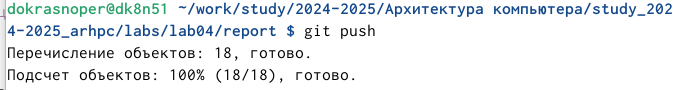 dokrasnoper@dk8n51 ~/work/study/2024-2025/Архитектура компьютера/study_202
4-2025_arhpc/labs/lab04/report $ git push
Перечисление объектов: 18, готово.
Подсчет объектов: 100% (18/18), готово.